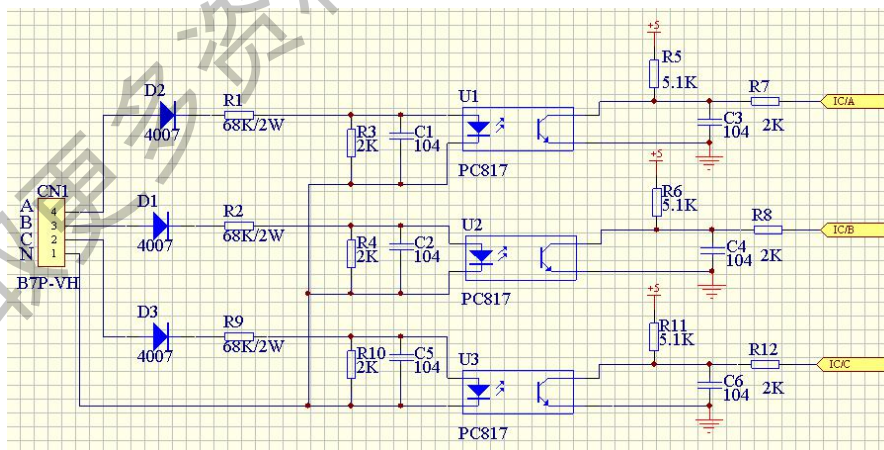 更多资
+5
R5
5.1K
D2
4007
R1
68K/2W
R3
2K
C1
104
U1
PC817
C3
104
R7
2K
IC/A
CN1
A
B
C
N
4
3
2
1
B7P-VH
D1
4007
R2
68K/2W
R4
2K
C2
104
U2
PC817
+5
R6
5.1K
C4
104
R8
2K
IC/B
D3
4007
R9
68K/2W
R10
2K
C5
104
U3
PC817
+5
R11
5.1K
C6
104
R12
2K
IC/C